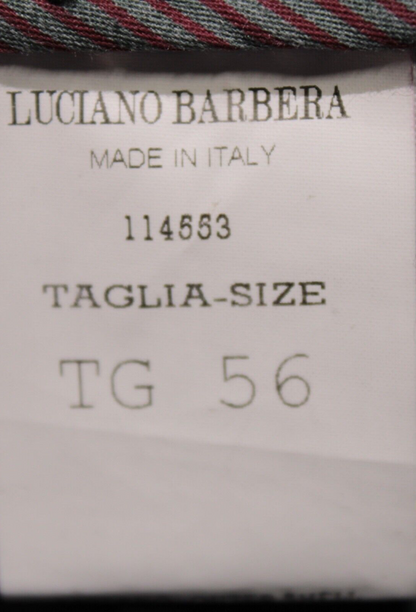 LUCIANO BARBERA
MADE IN ITALY
114553
TAGLIA-SIZE
TG 56